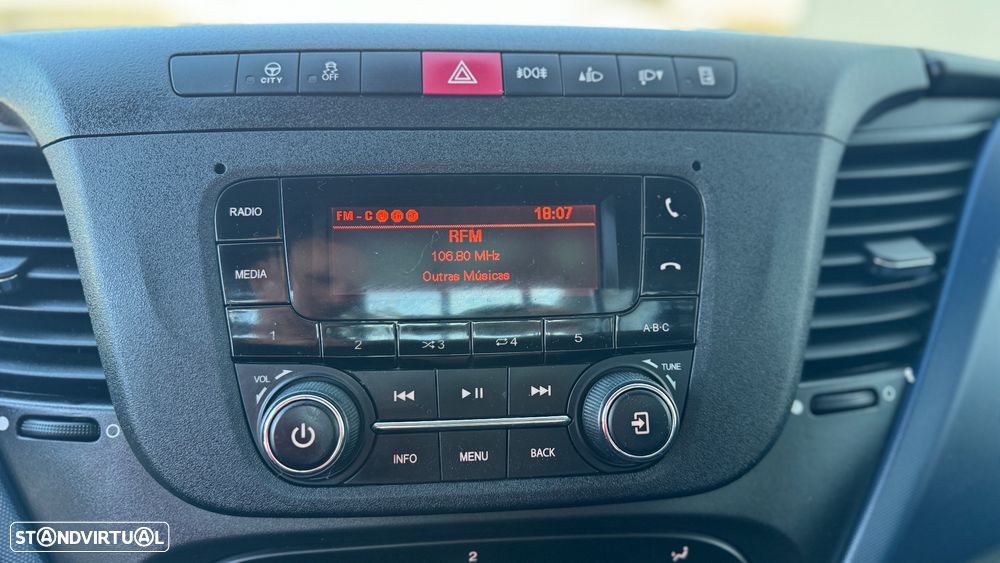 CITY
OFF
RADIO
FM - C 18:07
RFM
106.80 MHz
Outras Músicas
MEDIA
1 2 3 4 5 A·B·C
VOL TUNE
INFO MENU BACK
STANDVIRTUAL
2